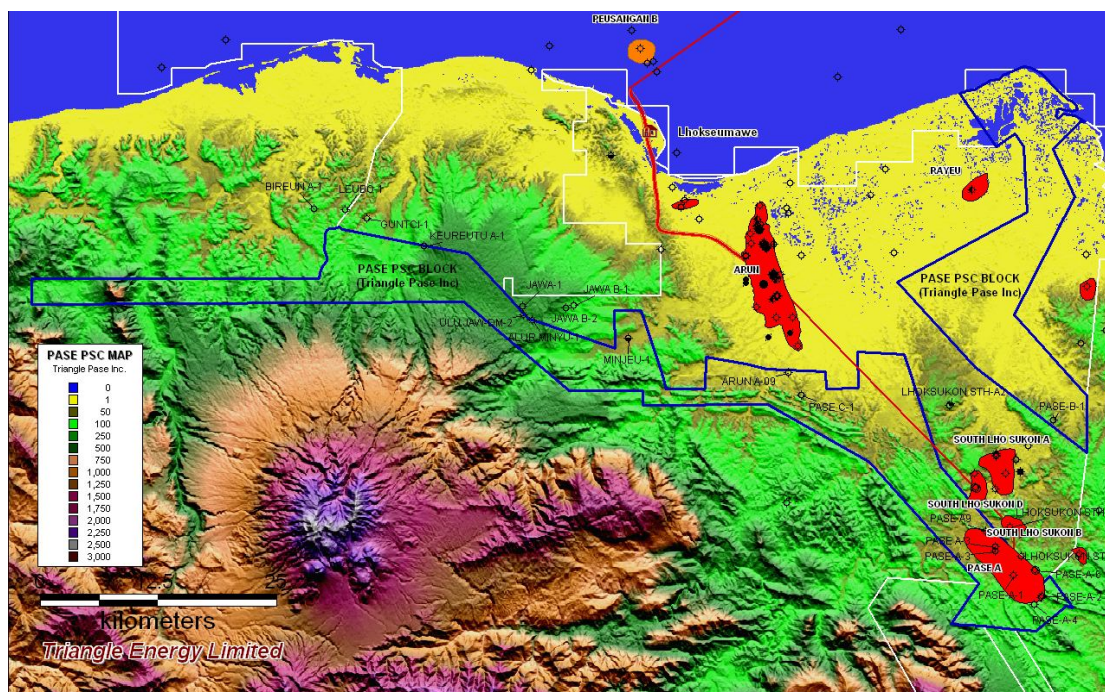 PEUSANGAN B
Lhokseumawe
RAYEU
BIREUN A-1
LEUBO-1
GUNTCI-1
KEUREUTU A-1
PASE PSC BLOCK
(Triangle Pase Inc)
ARUN
PASE PSC BLOCK
(Triangle Pase Inc)
JAWA-1
JAWA B-1
JAWA B-2
MINJEU-1
ARUN A-09
PASE C-1
LHOKSUKON STH-A2
PASE-B-1
SOUTH LHO SUKON A
SOUTH LHO SUKON D
PASE-A9
SOUTH LHO SUKON B
PASE A-3
PASE A
PASE-A-1
PASE-A-2
PASE-A-4
PASE PSC MAP
Triangle Pase Inc.
0
1
50
100
250
500
750
1,000
1,250
1,500
1,750
2,000
2,250
2,500
3,000
kilometers
Triangle Energy Limited